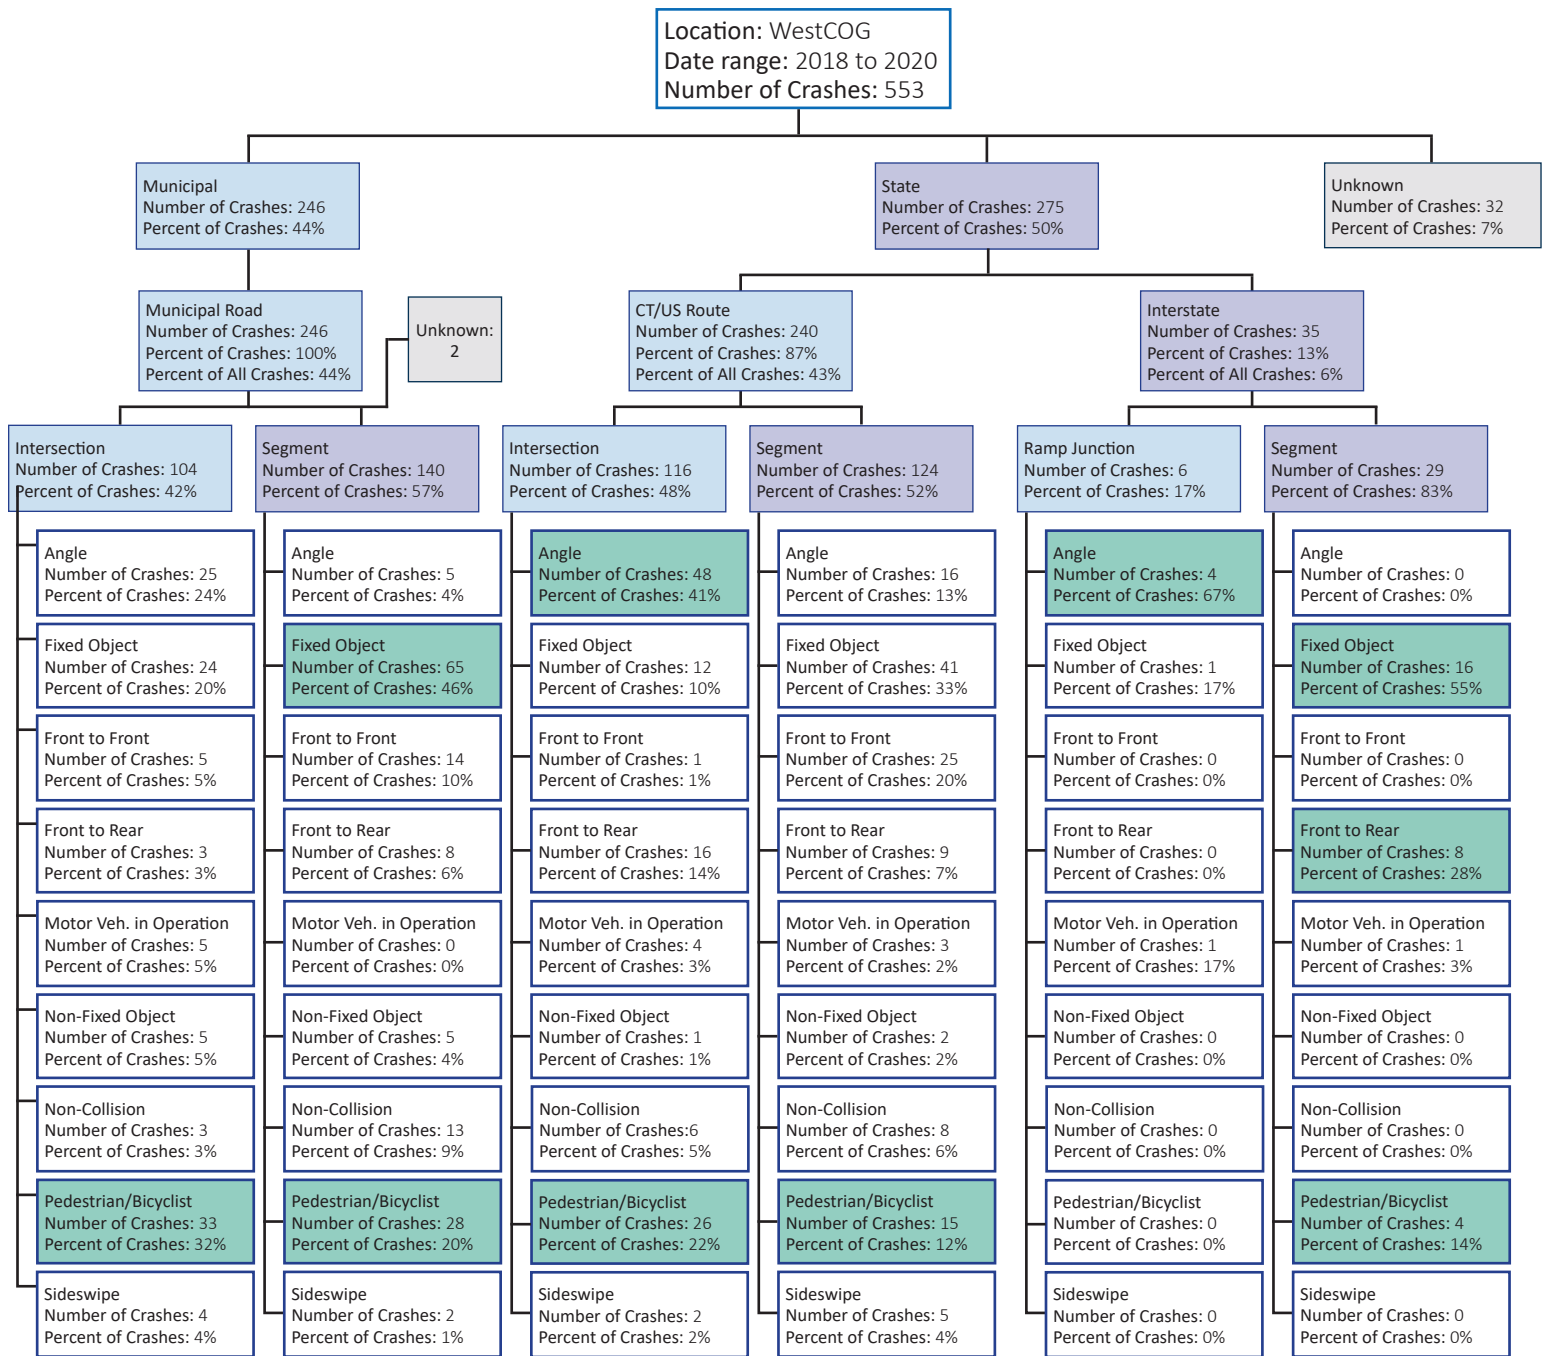 Location: WestCOG
Date range: 2018 to 2020
Number of Crashes: 553
Municipal
Number of Crashes: 246
Percent of Crashes: 44%
State
Number of Crashes: 275
Percent of Crashes: 50%
Unknown
Number of Crashes: 32
Percent of Crashes: 7%
Municipal Road
Number of Crashes: 246
Percent of Crashes: 100%
Percent of All Crashes: 44%
Unknown:
2
CT/US Route
Number of Crashes: 240
Percent of Crashes: 87%
Percent of All Crashes: 43%
Interstate
Number of Crashes: 35
Percent of Crashes: 13%
Percent of All Crashes: 6%
Intersection
Number of Crashes: 104
Percent of Crashes: 42%
Angle
Number of Crashes: 25
Percent of Crashes: 24%
Fixed Object
Number of Crashes: 24
Percent of Crashes: 20%
Front to Front
Number of Crashes: 5
Percent of Crashes: 5%
Front to Rear
Number of Crashes: 3
Percent of Crashes: 3%
Motor Veh. in Operation
Number of Crashes: 5
Percent of Crashes: 5%
Non-Fixed Object
Number of Crashes: 5
Percent of Crashes: 5%
Non-Collision
Number of Crashes: 3
Percent of Crashes: 3%
Pedestrian/Bicyclist
Number of Crashes: 33
Percent of Crashes: 32%
Sideswipe
Number of Crashes: 4
Percent of Crashes: 4%
Segment
Number of Crashes: 140
Percent of Crashes: 57%
Angle
Number of Crashes: 5
Percent of Crashes: 4%
Fixed Object
Number of Crashes: 65
Percent of Crashes: 46%
Front to Front
Number of Crashes: 14
Percent of Crashes: 10%
Front to Rear
Number of Crashes: 8
Percent of Crashes: 6%
Motor Veh. in Operation
Number of Crashes: 0
Percent of Crashes: 0%
Non-Fixed Object
Number of Crashes: 5
Percent of Crashes: 4%
Non-Collision
Number of Crashes: 13
Percent of Crashes: 9%
Pedestrian/Bicyclist
Number of Crashes: 28
Percent of Crashes: 20%
Sideswipe
Number of Crashes: 2
Percent of Crashes: 1%
Intersection
Number of Crashes: 116
Percent of Crashes: 48%
Angle
Number of Crashes: 48
Percent of Crashes: 41%
Fixed Object
Number of Crashes: 12
Percent of Crashes: 10%
Front to Front
Number of Crashes: 1
Percent of Crashes: 1%
Front to Rear
Number of Crashes: 16
Percent of Crashes: 14%
Motor Veh. in Operation
Number of Crashes: 4
Percent of Crashes: 3%
Non-Fixed Object
Number of Crashes: 1
Percent of Crashes: 1%
Non-Collision
Number of Crashes:6
Percent of Crashes: 5%
Pedestrian/Bicyclist
Number of Crashes: 26
Percent of Crashes: 22%
Sideswipe
Number of Crashes: 2
Percent of Crashes: 2%
Segment
Number of Crashes: 124
Percent of Crashes: 52%
Angle
Number of Crashes: 16
Percent of Crashes: 13%
Fixed Object
Number of Crashes: 41
Percent of Crashes: 33%
Front to Front
Number of Crashes: 25
Percent of Crashes: 20%
Front to Rear
Number of Crashes: 9
Percent of Crashes: 7%
Motor Veh. in Operation
Number of Crashes: 3
Percent of Crashes: 2%
Non-Fixed Object
Number of Crashes: 2
Percent of Crashes: 2%
Non-Collision
Number of Crashes: 8
Percent of Crashes: 6%
Pedestrian/Bicyclist
Number of Crashes: 15
Percent of Crashes: 12%
Sideswipe
Number of Crashes: 5
Percent of Crashes: 4%
Ramp Junction
Number of Crashes: 6
Percent of Crashes: 17%
Angle
Number of Crashes: 4
Percent of Crashes: 67%
Fixed Object
Number of Crashes: 1
Percent of Crashes: 17%
Front to Front
Number of Crashes: 0
Percent of Crashes: 0%
Front to Rear
Number of Crashes: 0
Percent of Crashes: 0%
Motor Veh. in Operation
Number of Crashes: 1
Percent of Crashes: 17%
Non-Fixed Object
Number of Crashes: 0
Percent of Crashes: 0%
Non-Collision
Number of Crashes: 0
Percent of Crashes: 0%
Pedestrian/Bicyclist
Number of Crashes: 0
Percent of Crashes: 0%
Sideswipe
Number of Crashes: 0
Percent of Crashes: 0%
Segment
Number of Crashes: 29
Percent of Crashes: 83%
Angle
Number of Crashes: 0
Percent of Crashes: 0%
Fixed Object
Number of Crashes: 16
Percent of Crashes: 55%
Front to Front
Number of Crashes: 0
Percent of Crashes: 0%
Front to Rear
Number of Crashes: 8
Percent of Crashes: 28%
Motor Veh. in Operation
Number of Crashes: 1
Percent of Crashes: 3%
Non-Fixed Object
Number of Crashes: 0
Percent of Crashes: 0%
Non-Collision
Number of Crashes: 0
Percent of Crashes: 0%
Pedestrian/Bicyclist
Number of Crashes: 4
Percent of Crashes: 14%
Sideswipe
Number of Crashes: 0
Percent of Crashes: 0%